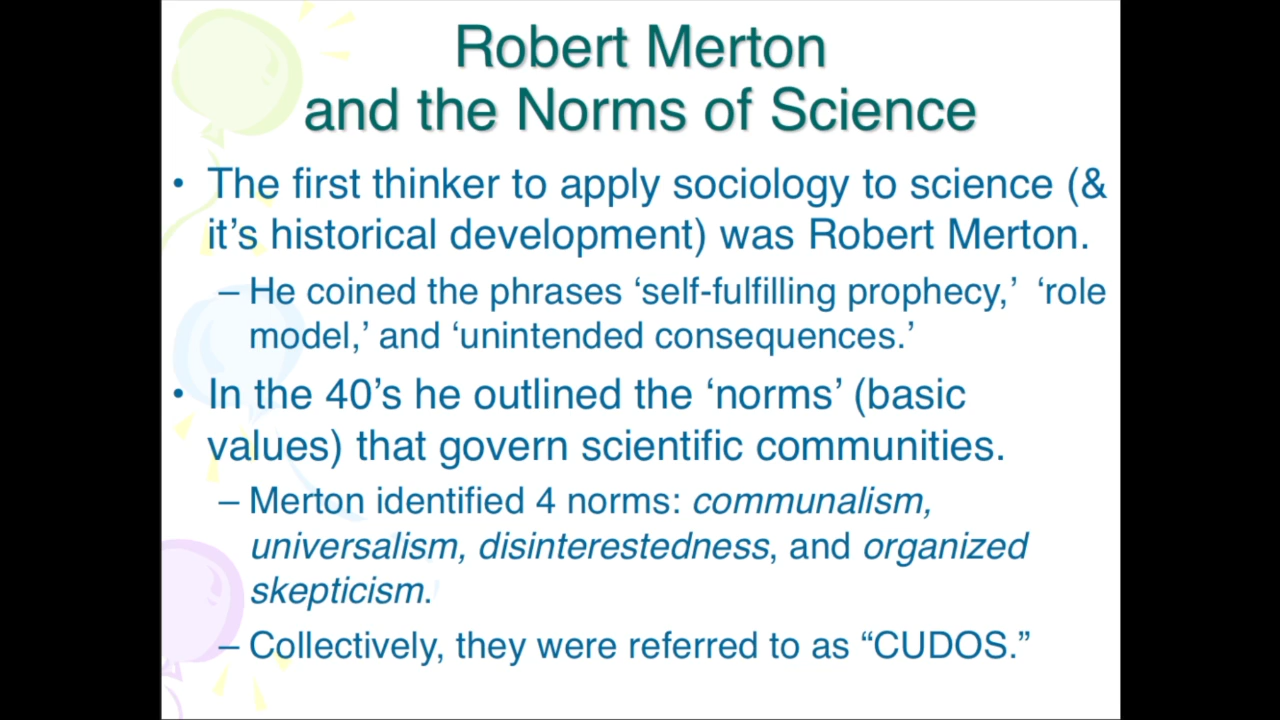 Robert Merton
and the Norms of Science
• The first thinker to apply sociology to science (&
it’s historical development) was Robert Merton.
– He coined the phrases ‘self-fulfilling prophecy,’ ‘role
model,’ and ‘unintended consequences.’
• In the 40’s he outlined the ‘norms’ (basic
values) that govern scientific communities.
– Merton identified 4 norms: communalism,
universalism, disinterestedness, and organized
skepticism.
– Collectively, they were referred to as “CUDOS.”